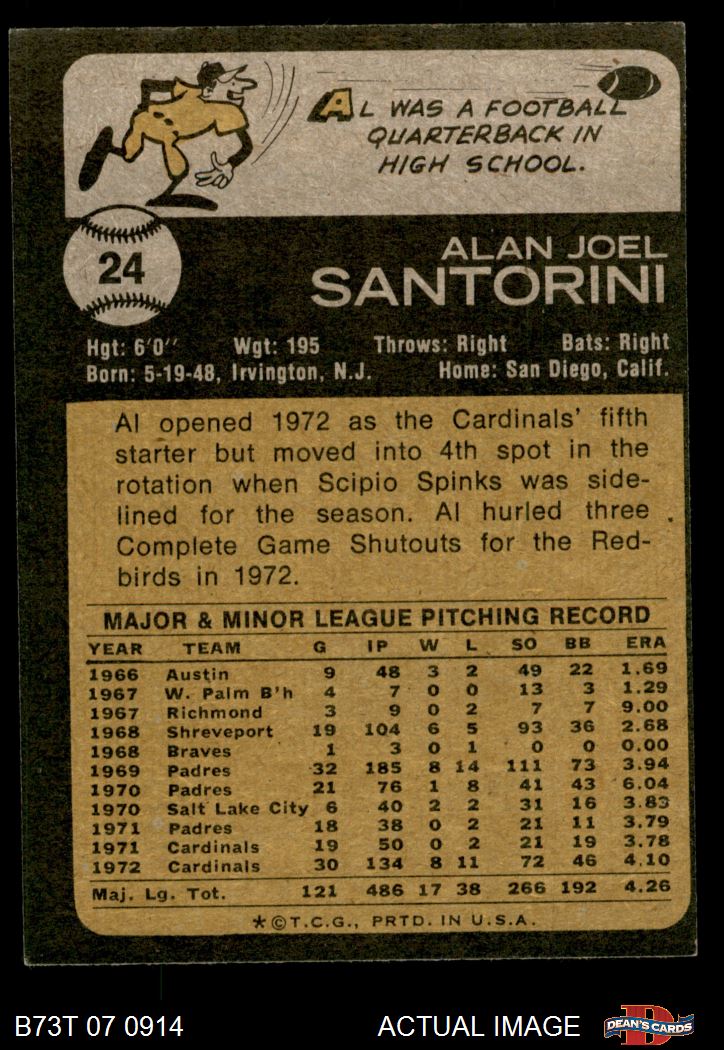 AL WAS A FOOTBALL
QUARTERBACK IN
HIGH SCHOOL.
24
ALAN JOEL
SANTORINI
Hgt: 6'0" Wgt: 195 Throws: Right Bats: Right
Born: 5-19-48, Irvington, N.J. Home: San Diego, Calif.
Al opened 1972 as the Cardinals' fifth
starter but moved into 4th spot in the
rotation when Scipio Spinks was side-
lined for the season. Al hurled three
Complete Game Shutouts for the Red-
birds in 1972.
MAJOR & MINOR LEAGUE PITCHING RECORD
YEAR TEAM G IP W L SO BB ERA
1966 Austin 9 48 3 2 49 22 1.69
1967 W. Palm B'h 4 7 0 0 13 3 1.29
1967 Richmond 3 9 0 2 7 7 9.00
1968 Shreveport 19 104 6 5 93 36 2.68
1968 Braves 1 3 0 1 0 0 0.00
1969 Padres 32 185 8 14 111 73 3.94
1970 Padres 21 76 1 8 41 43 6.04
1970 Salt Lake City 6 40 2 2 31 16 3.83
1971 Padres 18 38 0 2 21 11 3.79
1971 Cardinals 19 50 0 2 21 19 3.78
1972 Cardinals 30 134 8 11 72 46 4.10
Maj. Lg. Tot. 121 486 17 38 266 192 4.26
*©T.C.G., PRTD. IN U.S.A.
B73T 07 0914 ACTUAL IMAGE DEAN'S CARDS